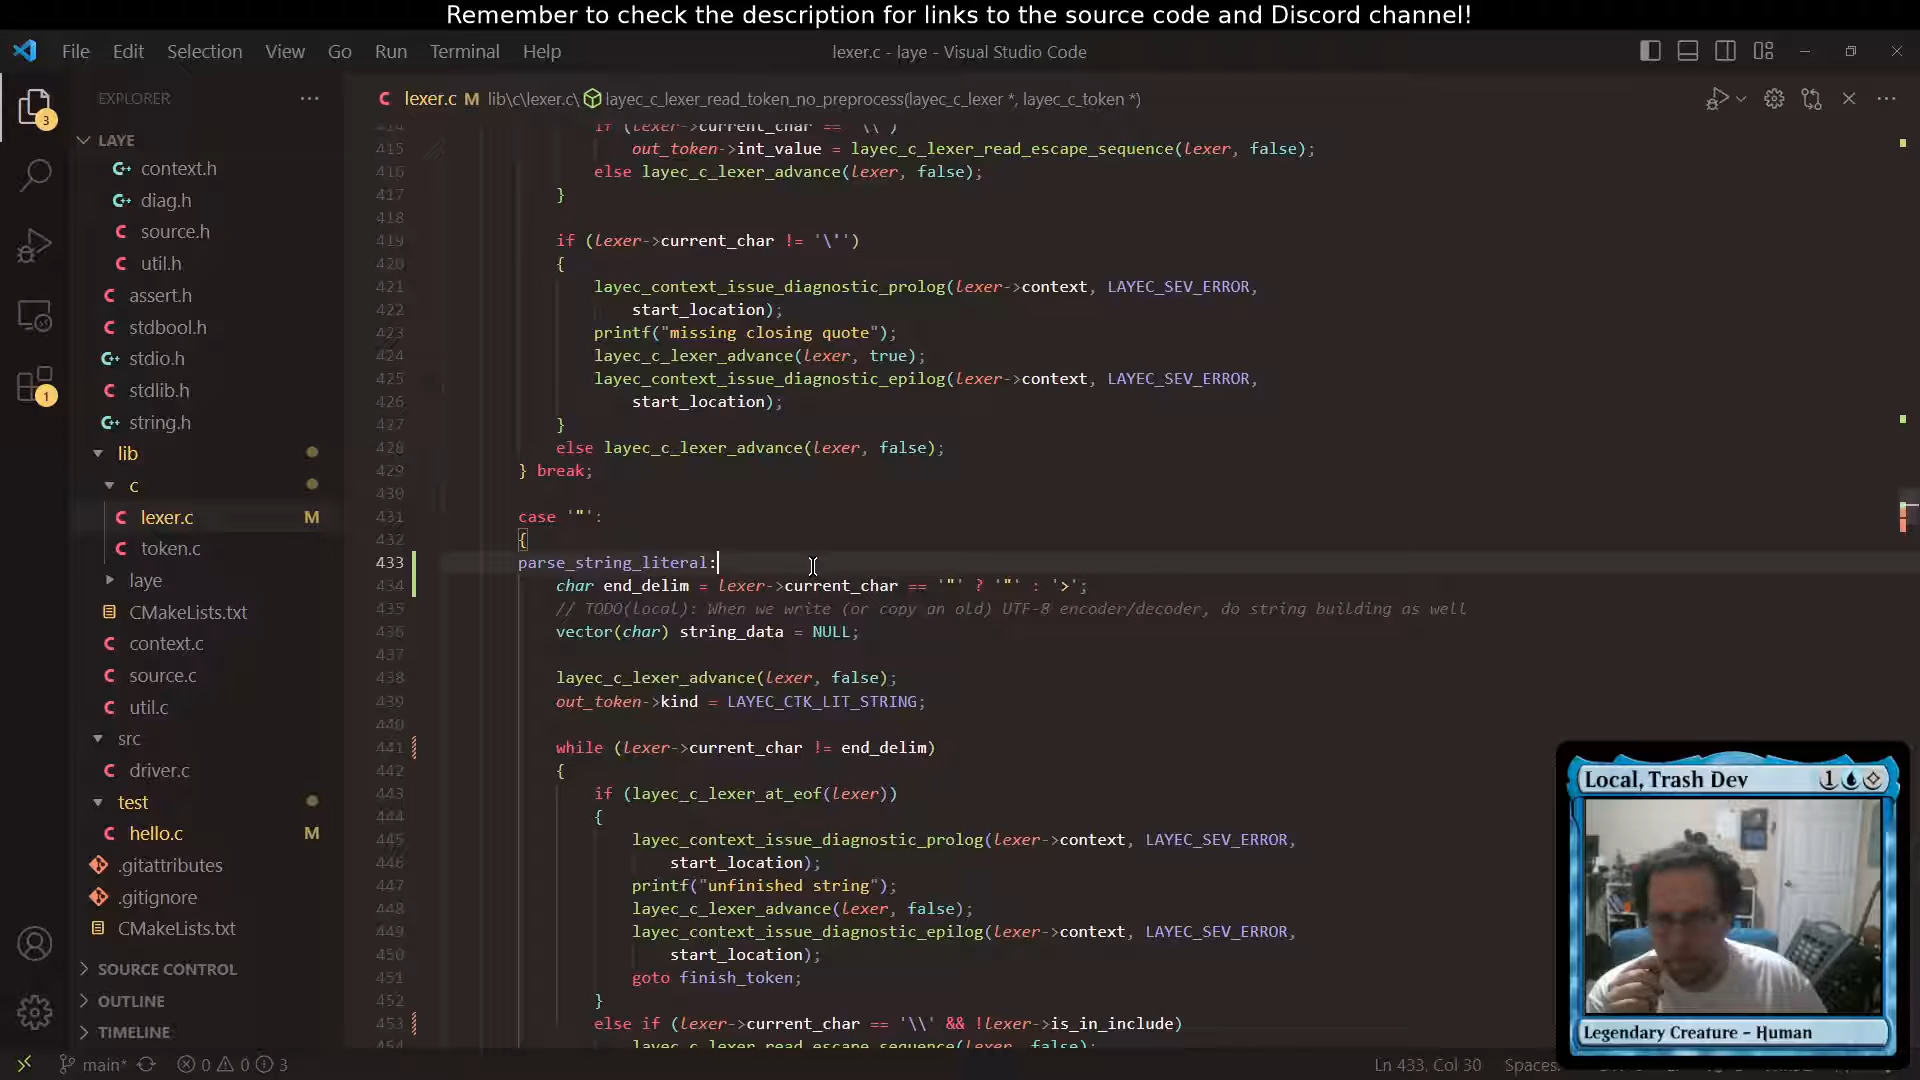 Remember to check the description for links to the source code and Discord channel!
File Edit Selection View Go Run Terminal Help
lexer.c - laye - Visual Studio Code
EXPLORER
LAYE
context.h
diag.h
source.h
util.h
assert.h
stdbool.h
stdio.h
stdlib.h
string.h
lib
c
lexer.c M
token.c
laye
CMakeLists.txt
context.c
source.c
util.c
src
driver.c
test
hello.c M
.gitattributes
.gitignore
CMakeLists.txt
SOURCE CONTROL
OUTLINE
TIMELINE
3
1
lexer.c M lib\c\lexer.c\ layec_c_lexer_read_token_no_preprocess(layec_c_lexer *, layec_c_token *)
414 if (lexer->current_char == '\\')
415 out_token->int_value = layec_c_lexer_read_escape_sequence(lexer, false);
416 else layec_c_lexer_advance(lexer, false);
417 }
418
419 if (lexer->current_char != '\'')
420 {
421 layec_context_issue_diagnostic_prolog(lexer->context, LAYEC_SEV_ERROR,
422 start_location);
423 printf("missing closing quote");
424 layec_c_lexer_advance(lexer, true);
425 layec_context_issue_diagnostic_epilog(lexer->context, LAYEC_SEV_ERROR,
426 start_location);
427 }
428 else layec_c_lexer_advance(lexer, false);
429 } break;
430
431 case '"':
432 {
433 parse_string_literal:
434 char end_delim = lexer->current_char == '"' ? '"' : '>';
435 // TODO(local): When we write (or copy an old) UTF-8 encoder/decoder, do string building as well
436 vector(char) string_data = NULL;
438 layec_c_lexer_advance(lexer, false);
439 out_token->kind = LAYEC_CTK_LIT_STRING;
440
441 while (lexer->current_char != end_delim)
442 {
443 if (layec_c_lexer_at_eof(lexer))
444 {
445 layec_context_issue_diagnostic_prolog(lexer->context, LAYEC_SEV_ERROR,
446 start_location);
447 printf("unfinished string");
448 layec_c_lexer_advance(lexer, false);
449 layec_context_issue_diagnostic_epilog(lexer->context, LAYEC_SEV_ERROR,
450 start_location);
451 goto finish_token;
452 }
453 else if (lexer->current_char == '\\' && !lexer->is_in_include)
454 layec_c_lexer_read_escape_sequence(lexer, false);
Local, Trash Dev 1
Legendary Creature – Human
main* 0 0 3
Ln 433, Col 30 Spaces: